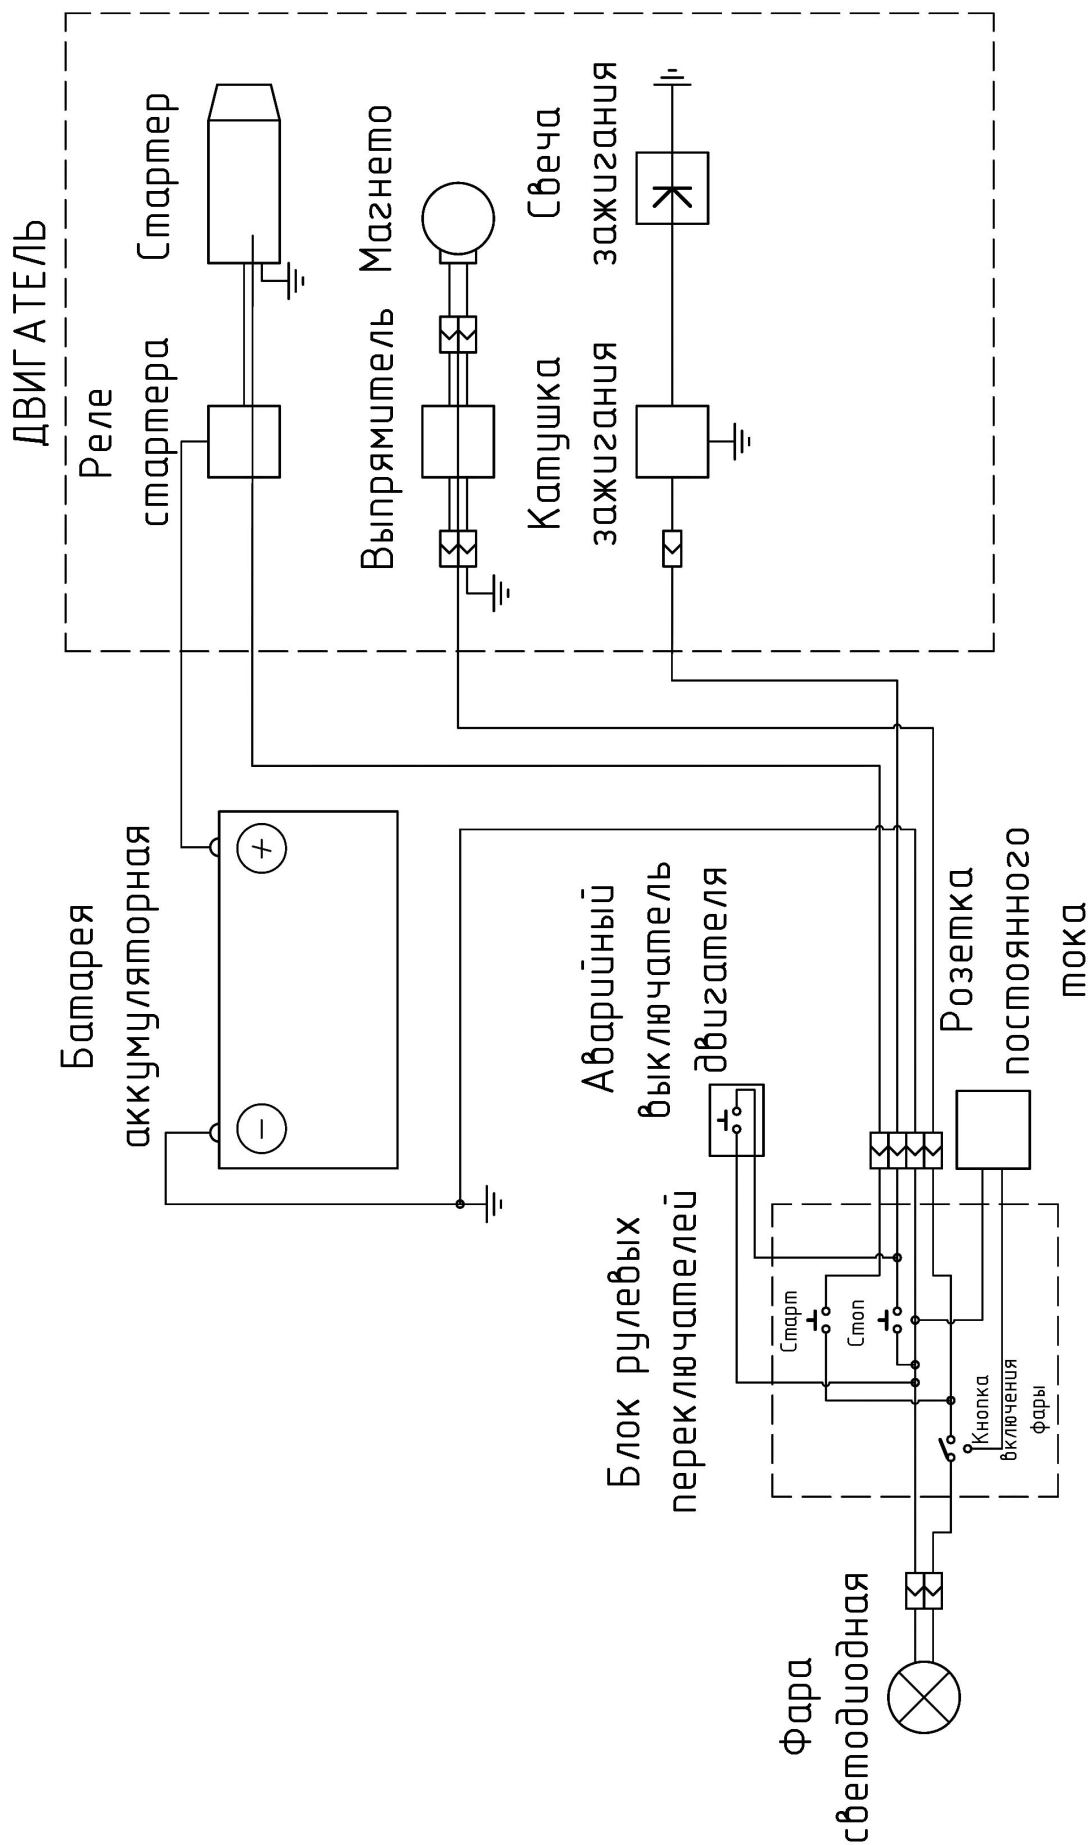 ДВИГАТЕЛЬ
Реле
стартера
Стартер
Выпрямитель
Магнето
Катушка
зажигания
Свеча
зажигания
Батарея
аккумуляторная
+
−
Аварийный
выключатель
двигателя
Розетка
постоянного
тока
Блок рулевых
переключателей
Старт
Стоп
Кнопка
включения
фары
Фара
светодиодная